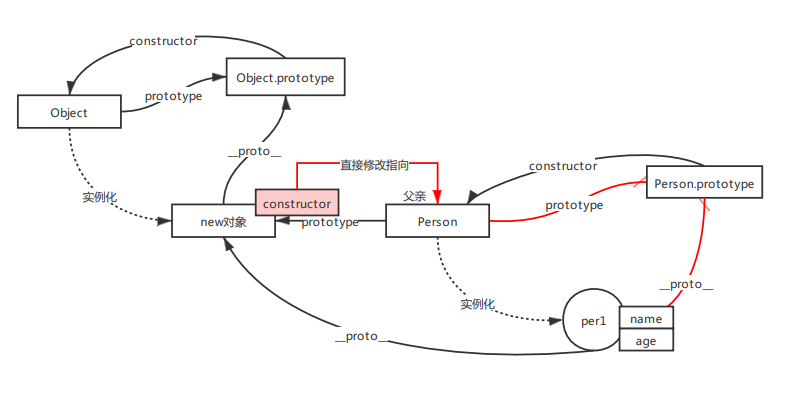 constructor
Object.prototype
prototype
Object
__proto__
直接修改指向
constructor
实例化
父亲
Person.prototype
constructor
prototype
new对象
prototype
Person
__proto__
实例化
per1
name
age
__proto__